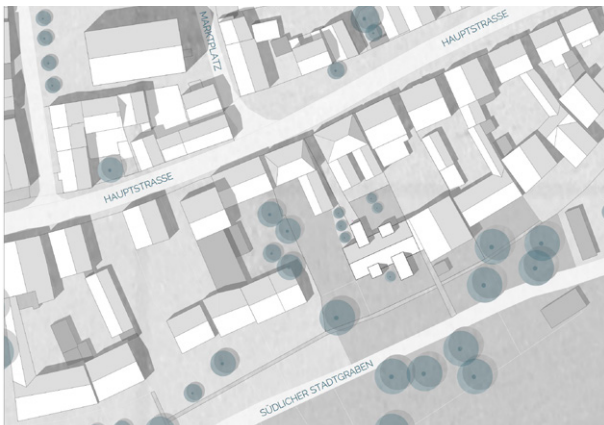 MARKTPLATZ
HAUPTSTRASSE
HAUPTSTRASSE
SÜDLICHER STADTGRABEN